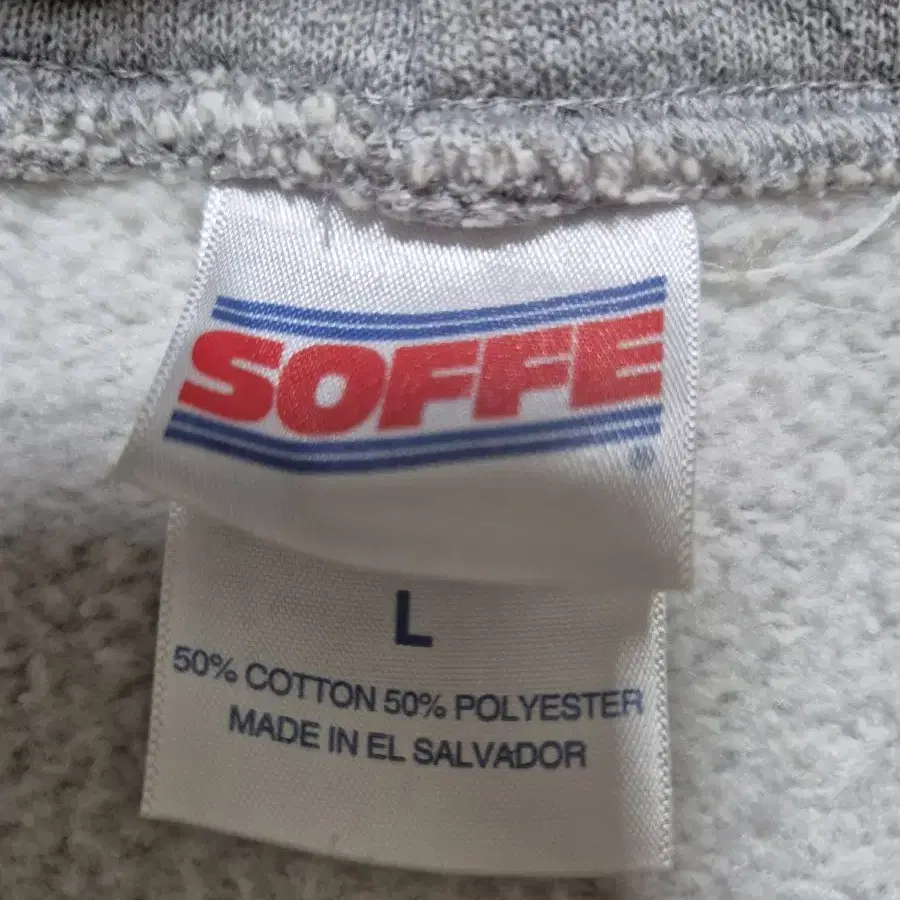 SOFFE
®
L
50% COTTON 50% POLYESTER
MADE IN EL SALVADOR